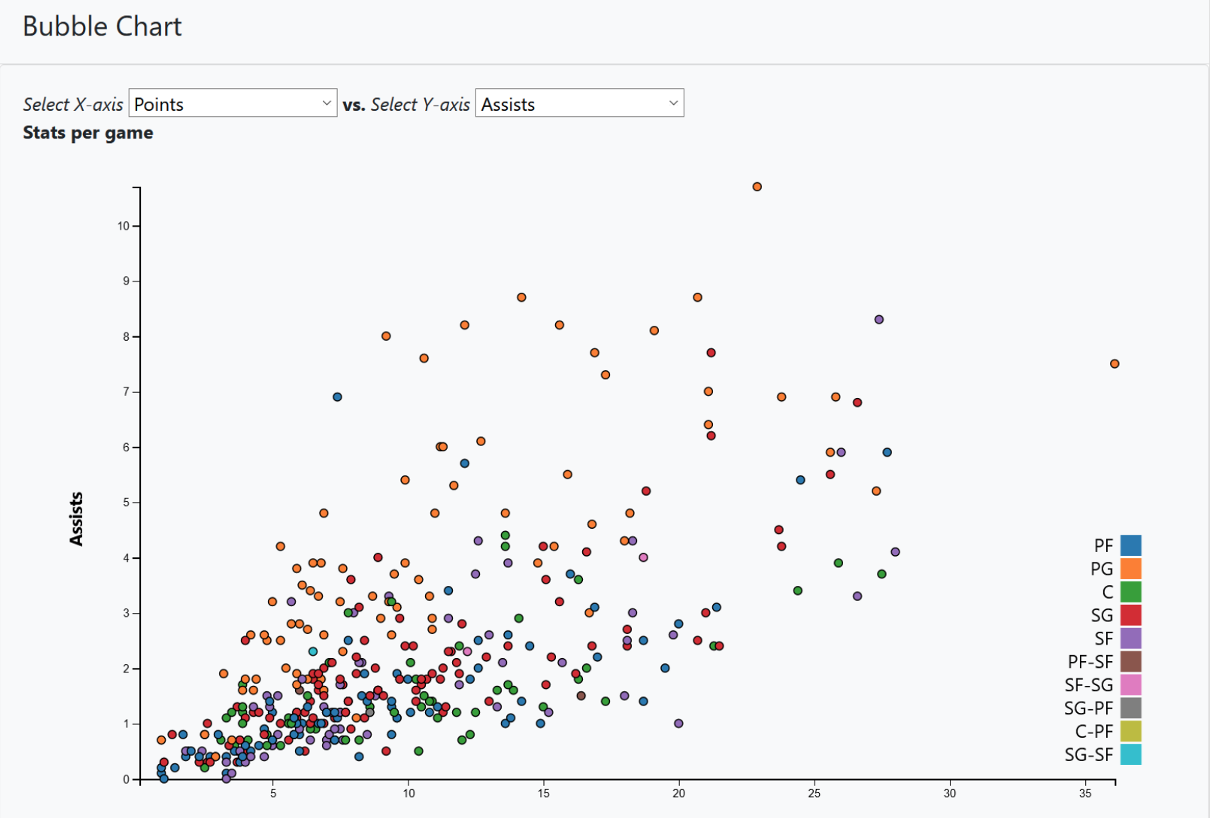 Bubble Chart
Select X-axis Points vs. Select Y-axis Assists
Stats per game
10
9
8
7
6
5
4
3
2
1
0
Assists
5 10 15 20 25 30 35
PF
PG
C
SG
SF
PF-SF
SF-SG
SG-PF
C-PF
SG-SF